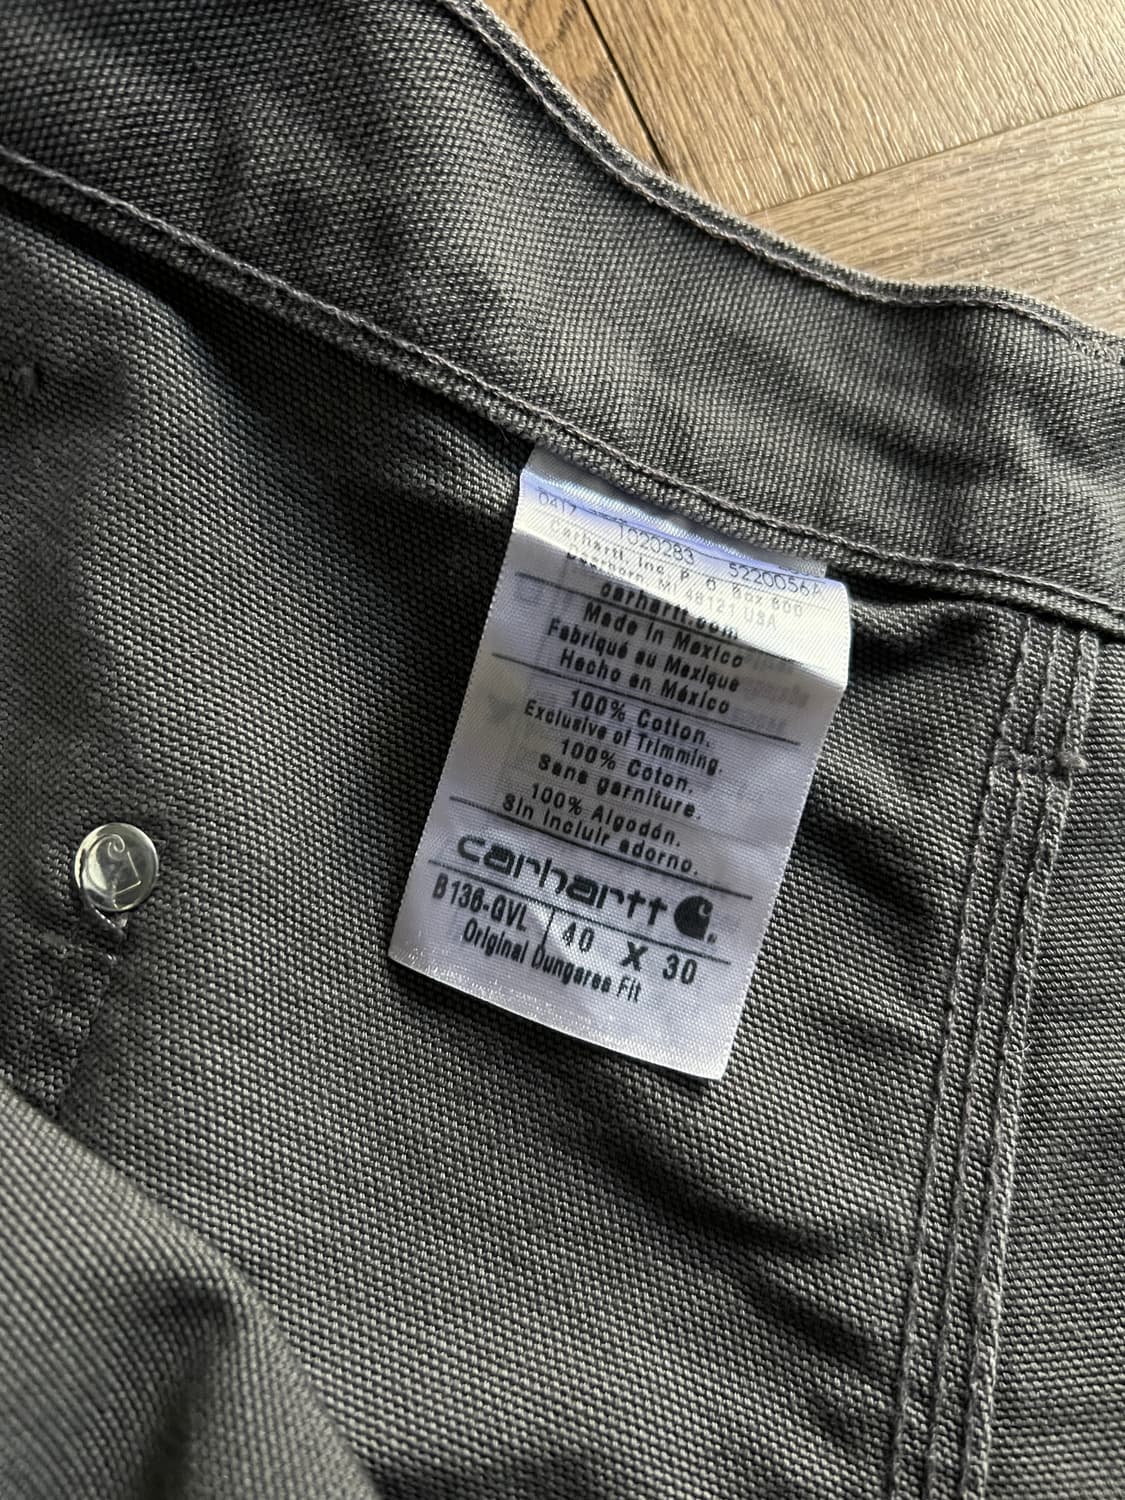 0417 1020283 5220056A
Carhartt, Inc. P.O. Box 600
Dearborn, MI 48121 USA
carhartt.com
Made in Mexico
Fabriqué au Mexique
Hecho en México
100% Cotton.
Exclusive of Trimming.
100% Coton.
Sans garniture.
100% Algodón.
Sin incluir adorno.
carhartt
B136-GVL 40 X 30
Original Dungaree Fit